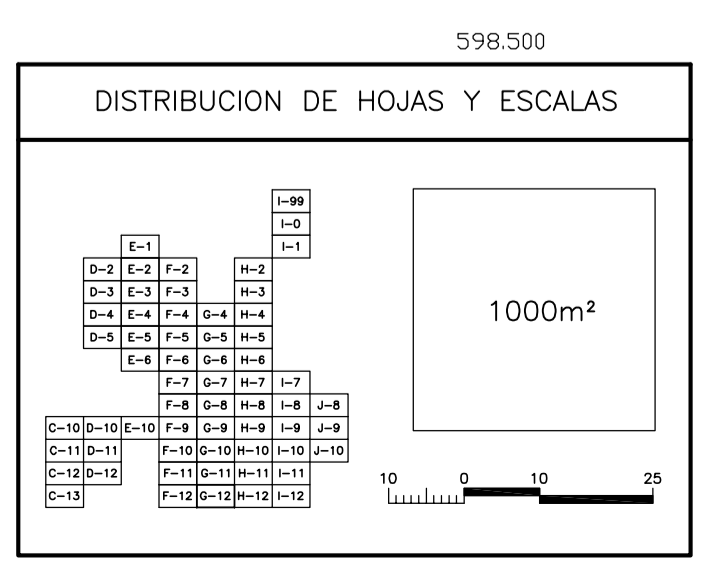 598.500
DISTRIBUCION DE HOJAS Y ESCALAS
I-99
I-0
E-1 I-1
D-2 E-2 F-2 H-2
D-3 E-3 F-3 H-3
D-4 E-4 F-4 G-4 H-4
D-5 E-5 F-5 G-5 H-5
E-6 F-6 G-6 H-6
F-7 G-7 H-7 I-7
F-8 G-8 H-8 I-8 J-8
C-10 D-10 E-10 F-9 G-9 H-9 I-9 J-9
C-11 D-11 F-10 G-10 H-10 I-10 J-10
C-12 D-12 F-11 G-11 H-11 I-11
C-13 F-12 G-12 H-12 I-12
1000m²
10 0 10 25